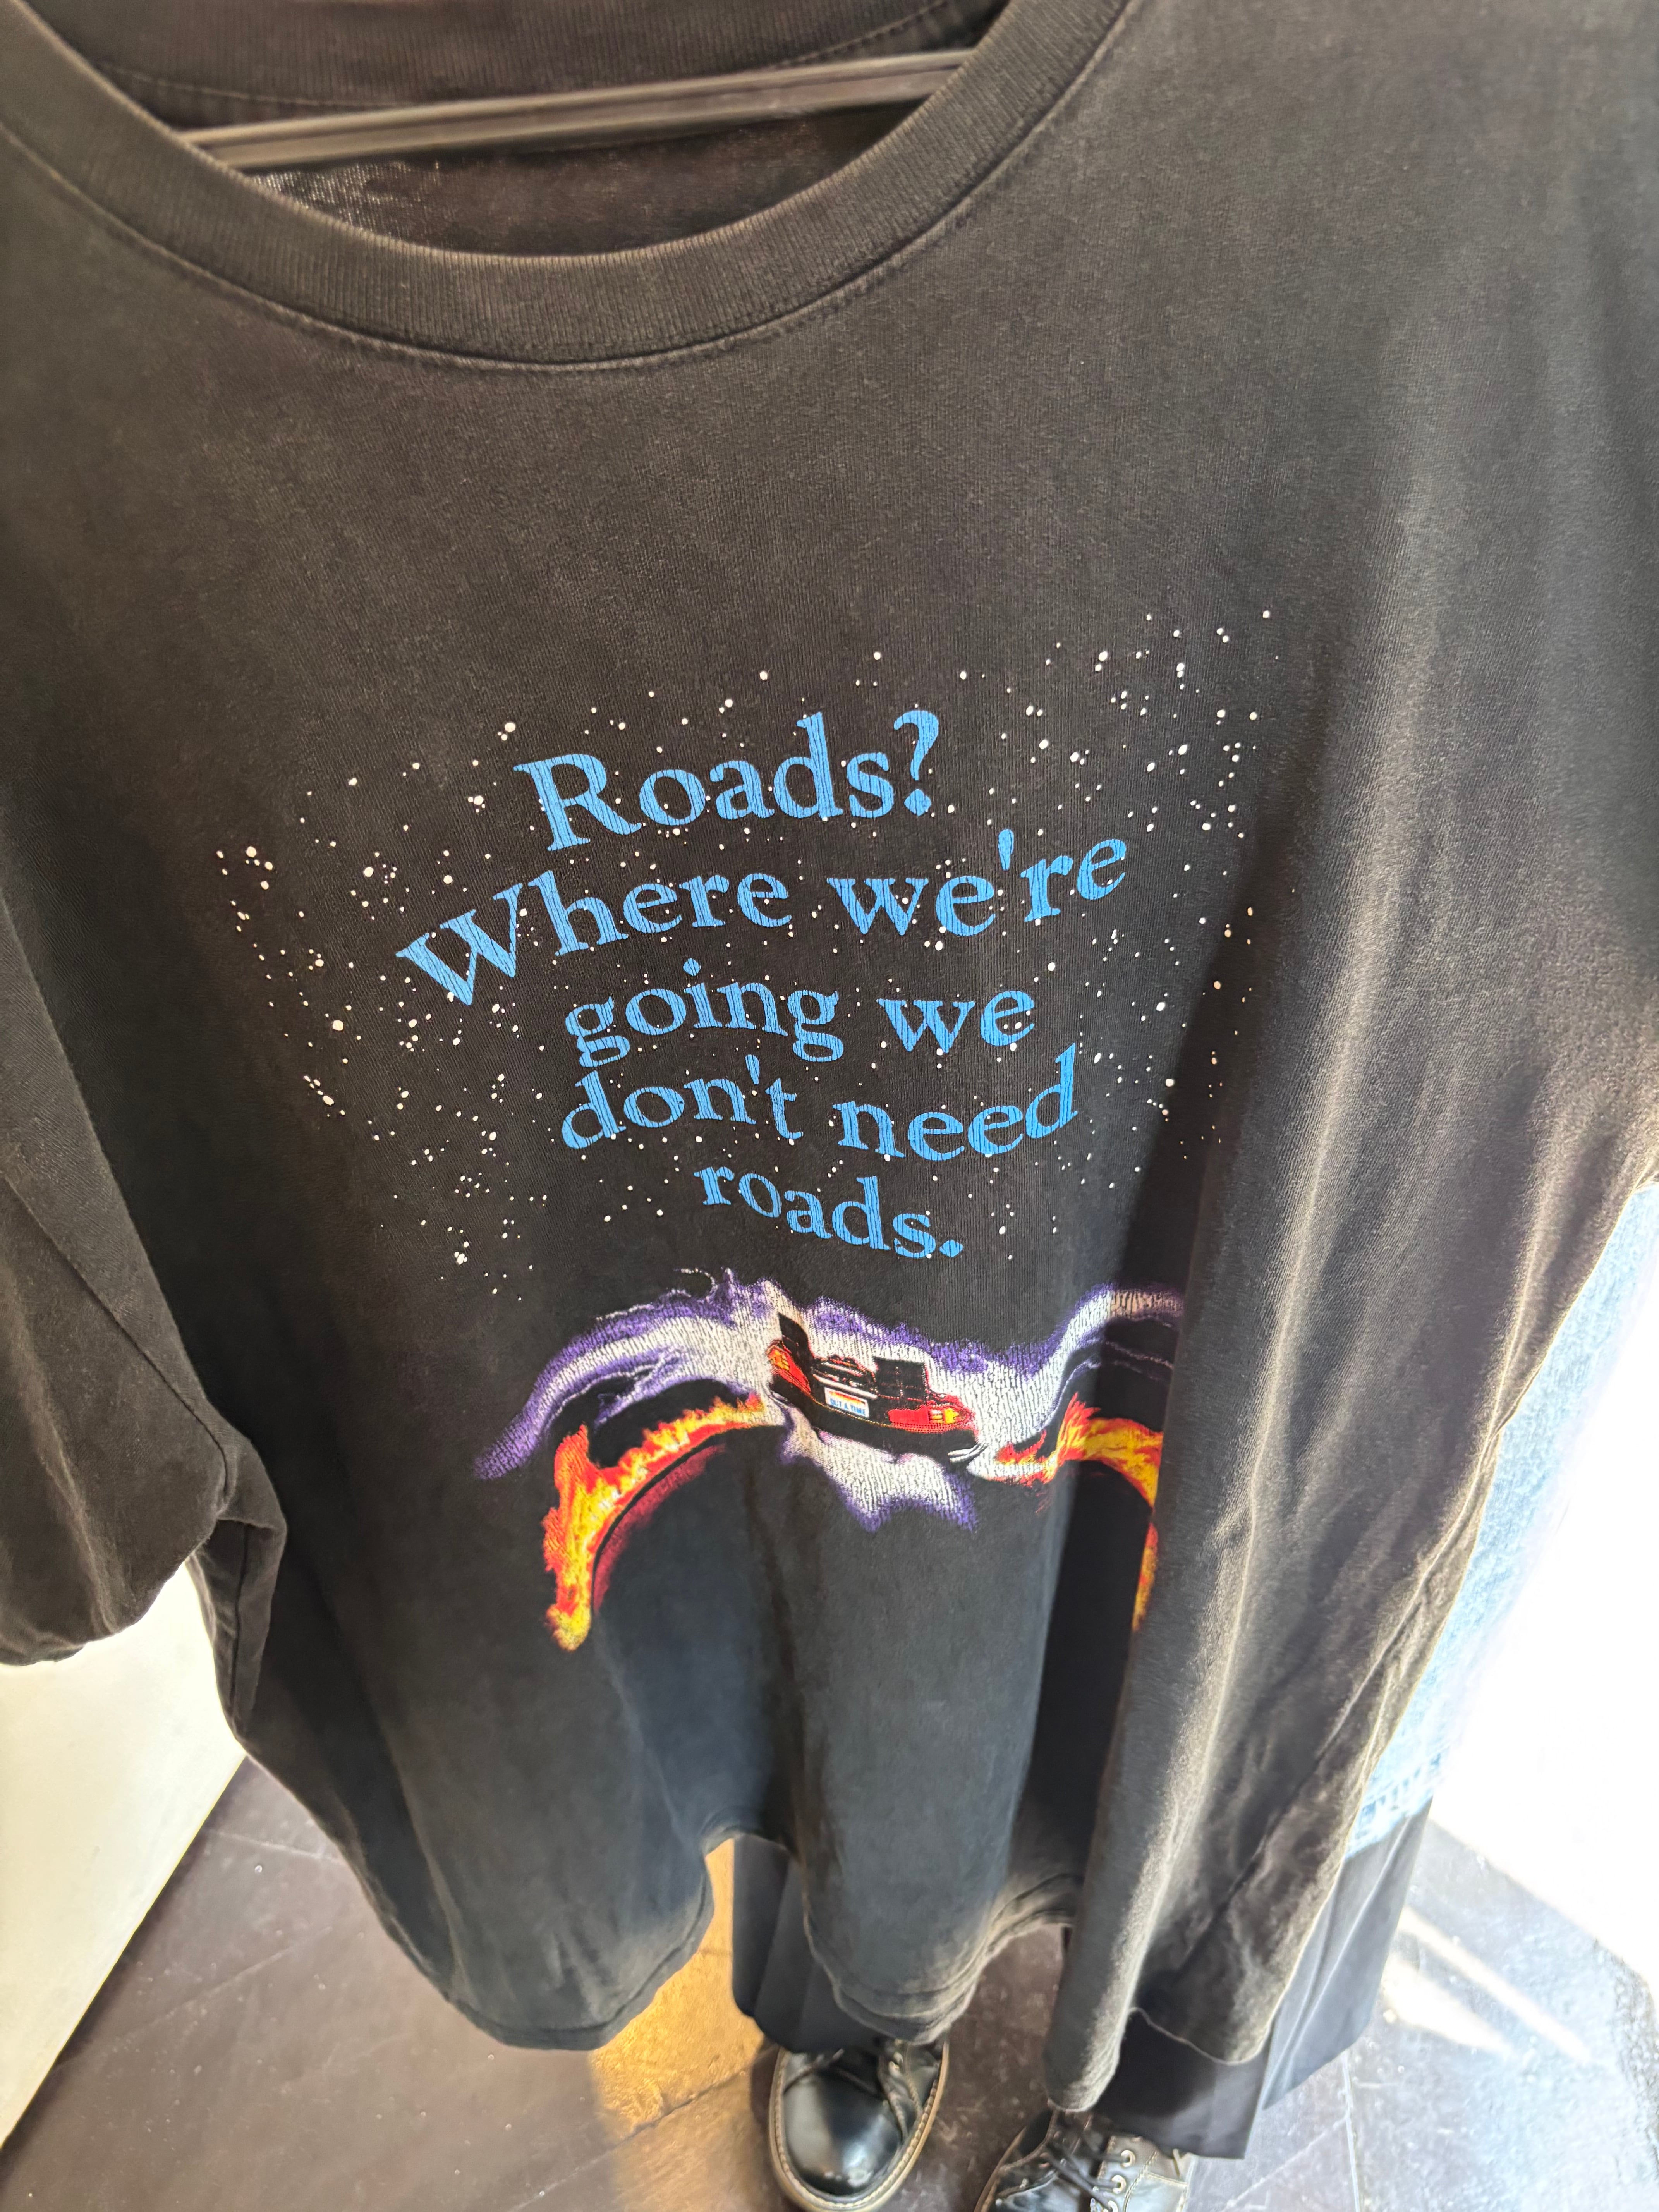 Roads?
Where we're
going we
don't need
roads.